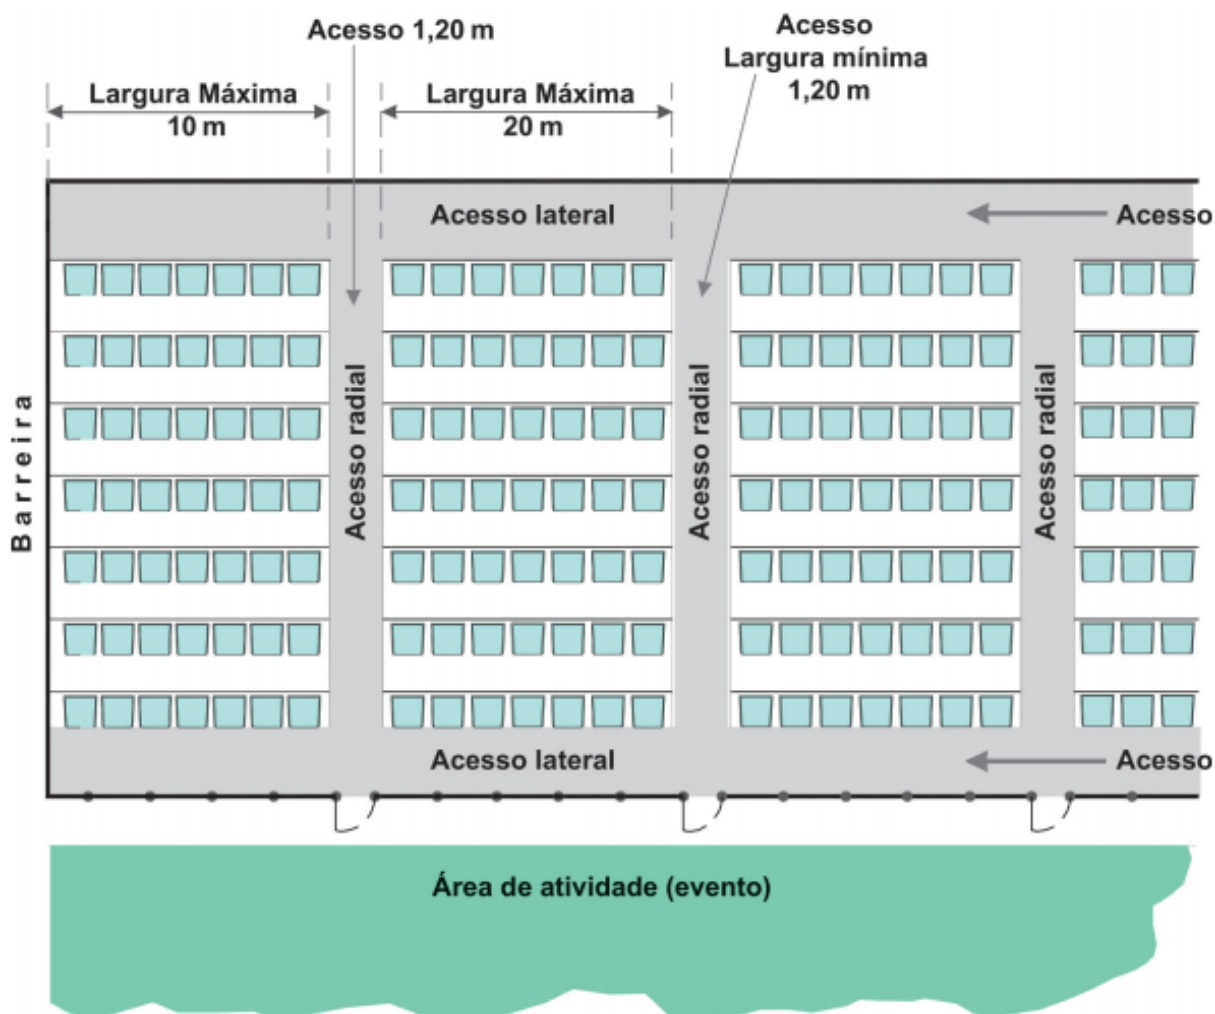 Acesso 1,20 m
Acesso
Largura mínima
1,20 m
Largura Máxima
10 m
Largura Máxima
20 m
Acesso lateral
Acesso
Barreira
Acesso radial
Acesso radial
Acesso radial
Acesso lateral
Acesso
Área de atividade (evento)